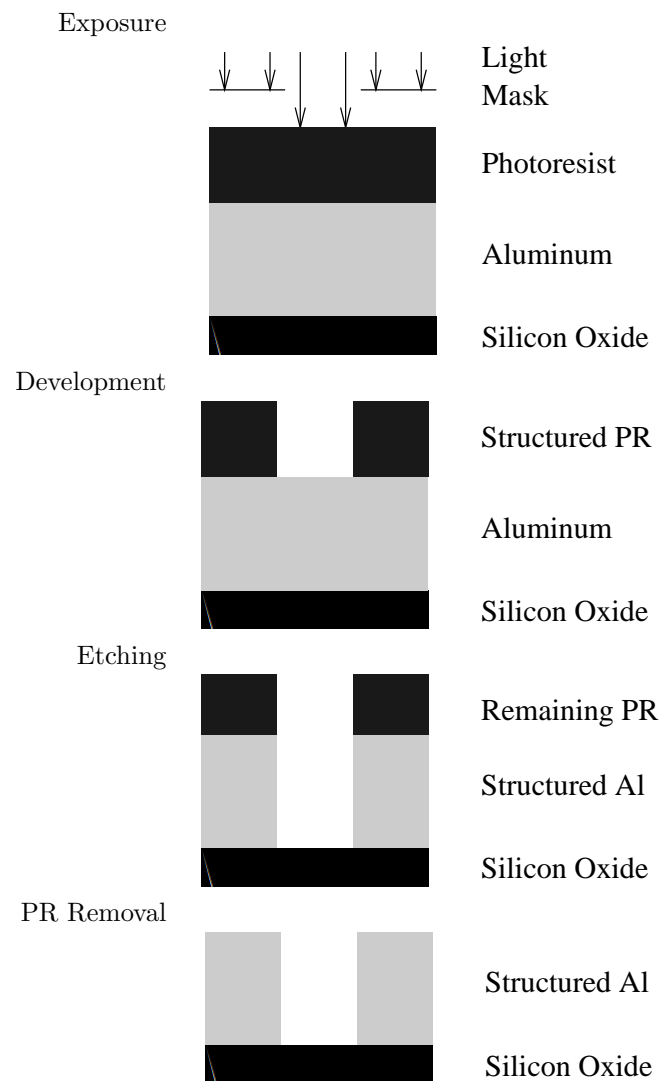 Exposure
Light
Mask
Photoresist
Aluminum
Silicon Oxide
Development
Structured PR
Aluminum
Silicon Oxide
Etching
Remaining PR
Structured Al
Silicon Oxide
PR Removal
Structured Al
Silicon Oxide